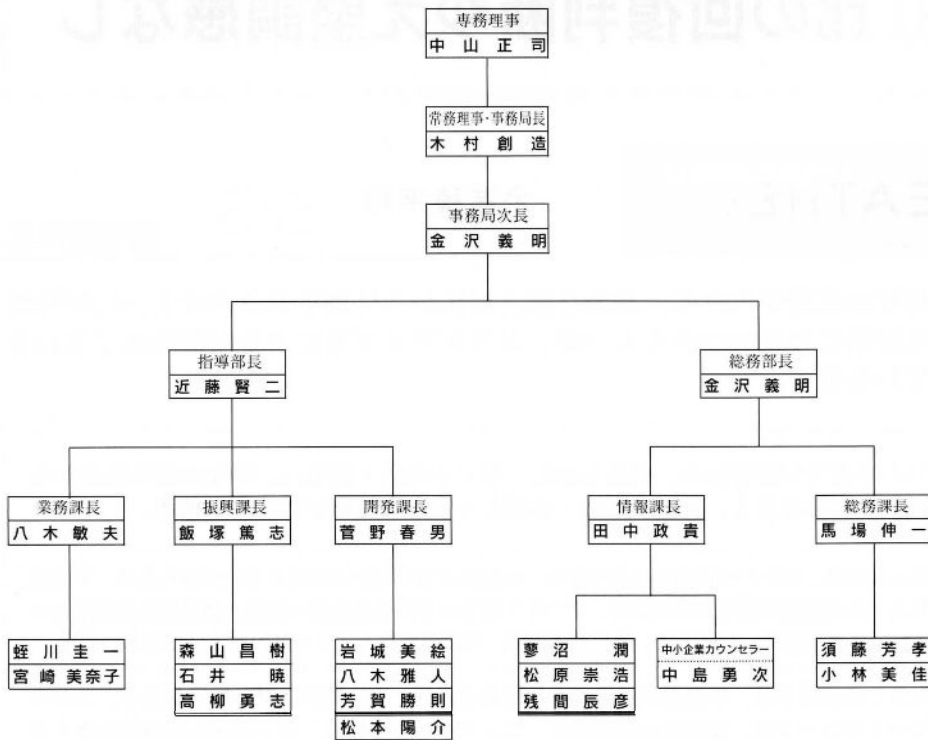 専務理事
中山正司
常務理事・事務局長
木村創造
事務局次長
金沢義明
指導部長
近藤賢二
総務部長
金沢義明
業務課長
八木敏夫
振興課長
飯塚篤志
開発課長
菅野春男
情報課長
田中政貴
総務課長
馬場伸一
蛭川圭一
宮崎美奈子
森山昌樹
石井暁
高柳勇志
岩城美絵
八木雅人
芳賀勝則
松本陽介
蓼沼潤
松原崇浩
残間辰彦
中小企業カウンセラー
中島勇次
須藤芳孝
小林美佳